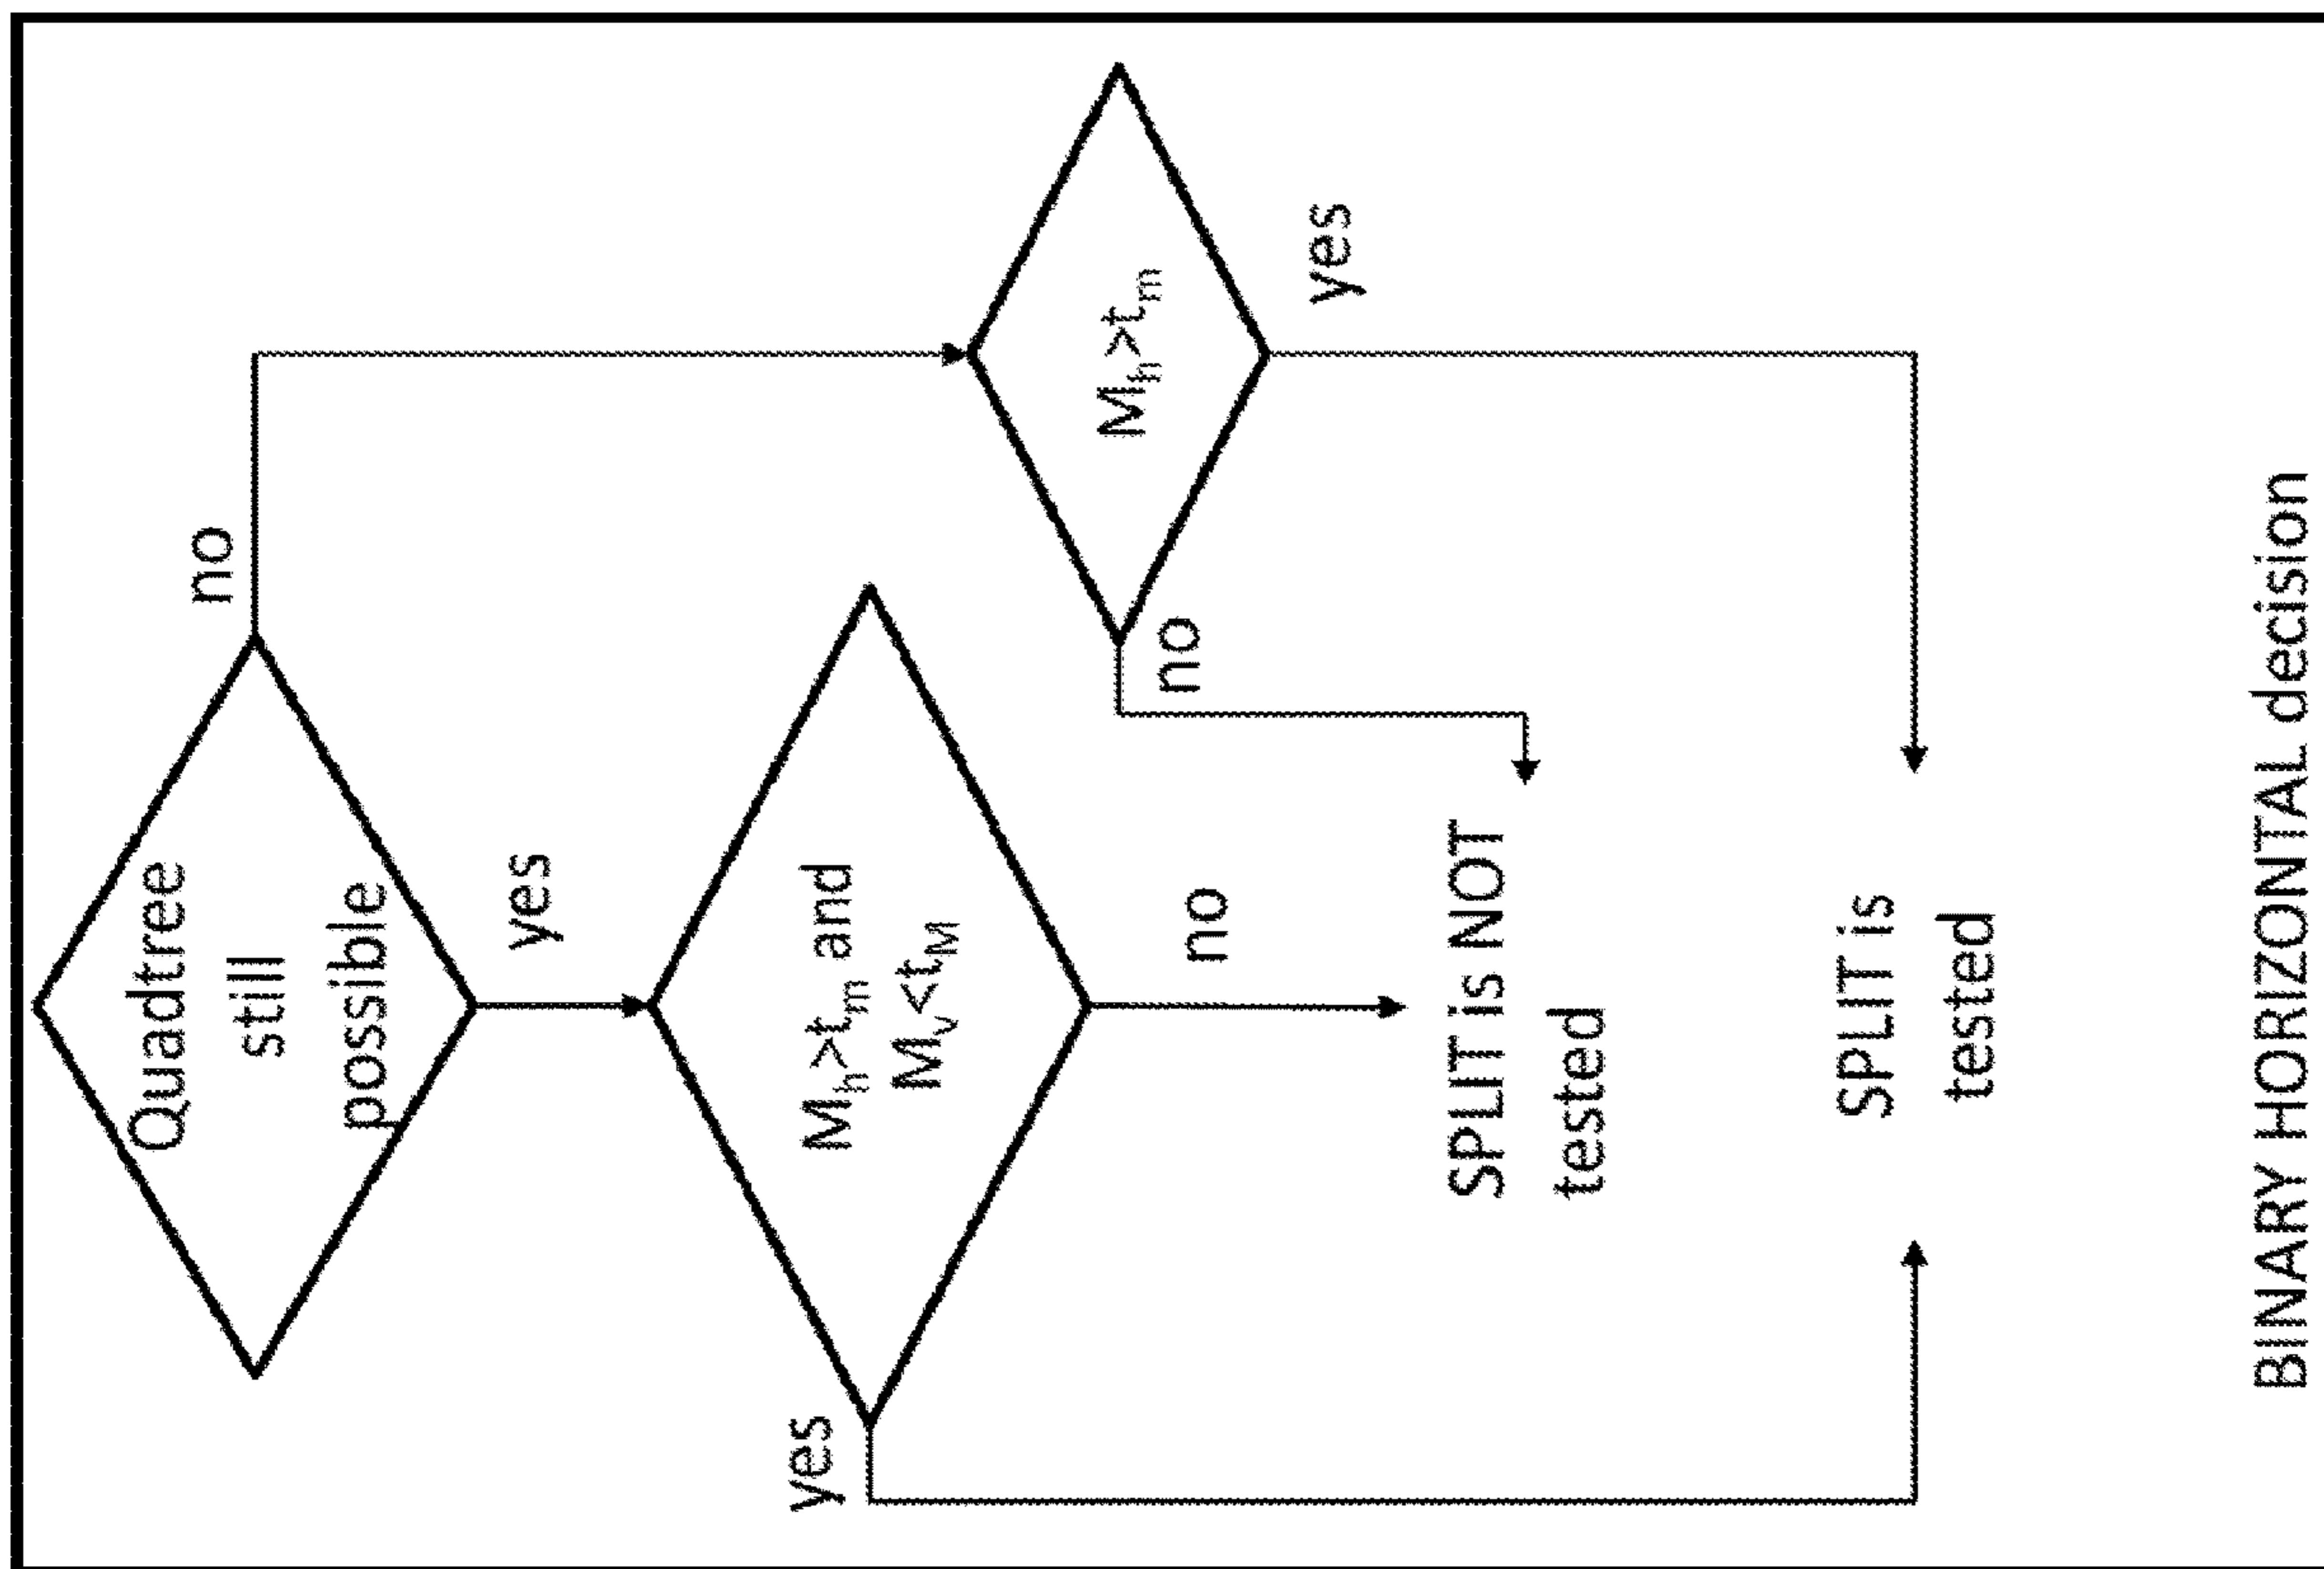 Quadtree
still
possible
no
yes
Mₕ>tₘ and
Mᵥ<t_M
yes
no
Mₕ>tₘ
no
yes
SPLIT is NOT
tested
SPLIT is
tested
BINARY HORIZONTAL decision